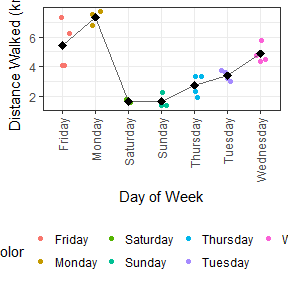 Distance Walked (kr
6
4
2
Friday
Monday
Saturday
Sunday
Thursday
Tuesday
Wednesday
Day of Week
olor
Friday Saturday Thursday W
Monday Sunday Tuesday